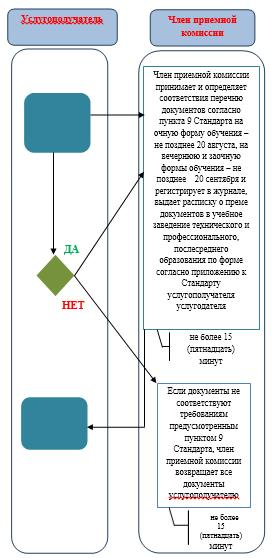 Услугополучатель
Член приемной
комиссии
Член приемной комиссии
принимает и определяет
соответствия перечню
документов согласно
пункта 9 Стандарта на
очную форму обучения –
не позднее 20 августа, на
вечернюю и заочную
формы обучения – не
позднее 20 сентября и
регистрирует в журнале,
выдает расписку о преме
документов в учебное
заведение технического и
профессионального,
послесреднего
образования по форме
согласно приложению к
Стандарту
услугополучателя
услугодателя
ДА
НЕТ
не более 15
(пятнадцать)
минут
Если документы не
соответствуют
требованиям
предусмотренным
пунктом 9
Стандарта, член
приемной комиссии
возвращает все
документы
услугополучателю
не более
15
(пятнадцать)
минут